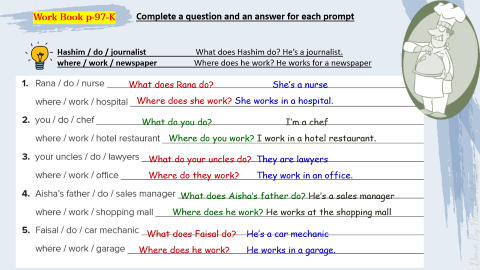 Work Book p-97-K
Complete a question and an answer for each prompt
Hashim / do / journalist What does Hashim do? He's a journalist.
where / work / newspaper Where does he work? He works for a newspaper
1. Rana / do / nurse What does Rana do? She's a nurse
where / work / hospital Where does she work? She works in a hospital.
2. you / do / chef What do you do? I'm a chef
where / work / hotel restaurant Where do you work? I work in a hotel restaurant.
3. your uncles / do / lawyers What do your uncles do? They are lawyers
where / work / office Where do they work? They work in an office.
4. Aisha's father / do / sales manager What does Aisha's father do? He's a sales manager
where / work / shopping mall Where does he work? He works at the shopping mall
5. Faisal / do / car mechanic What does Faisal do? He's a car mechanic
where / work / garage Where does he work? He works in a garage.